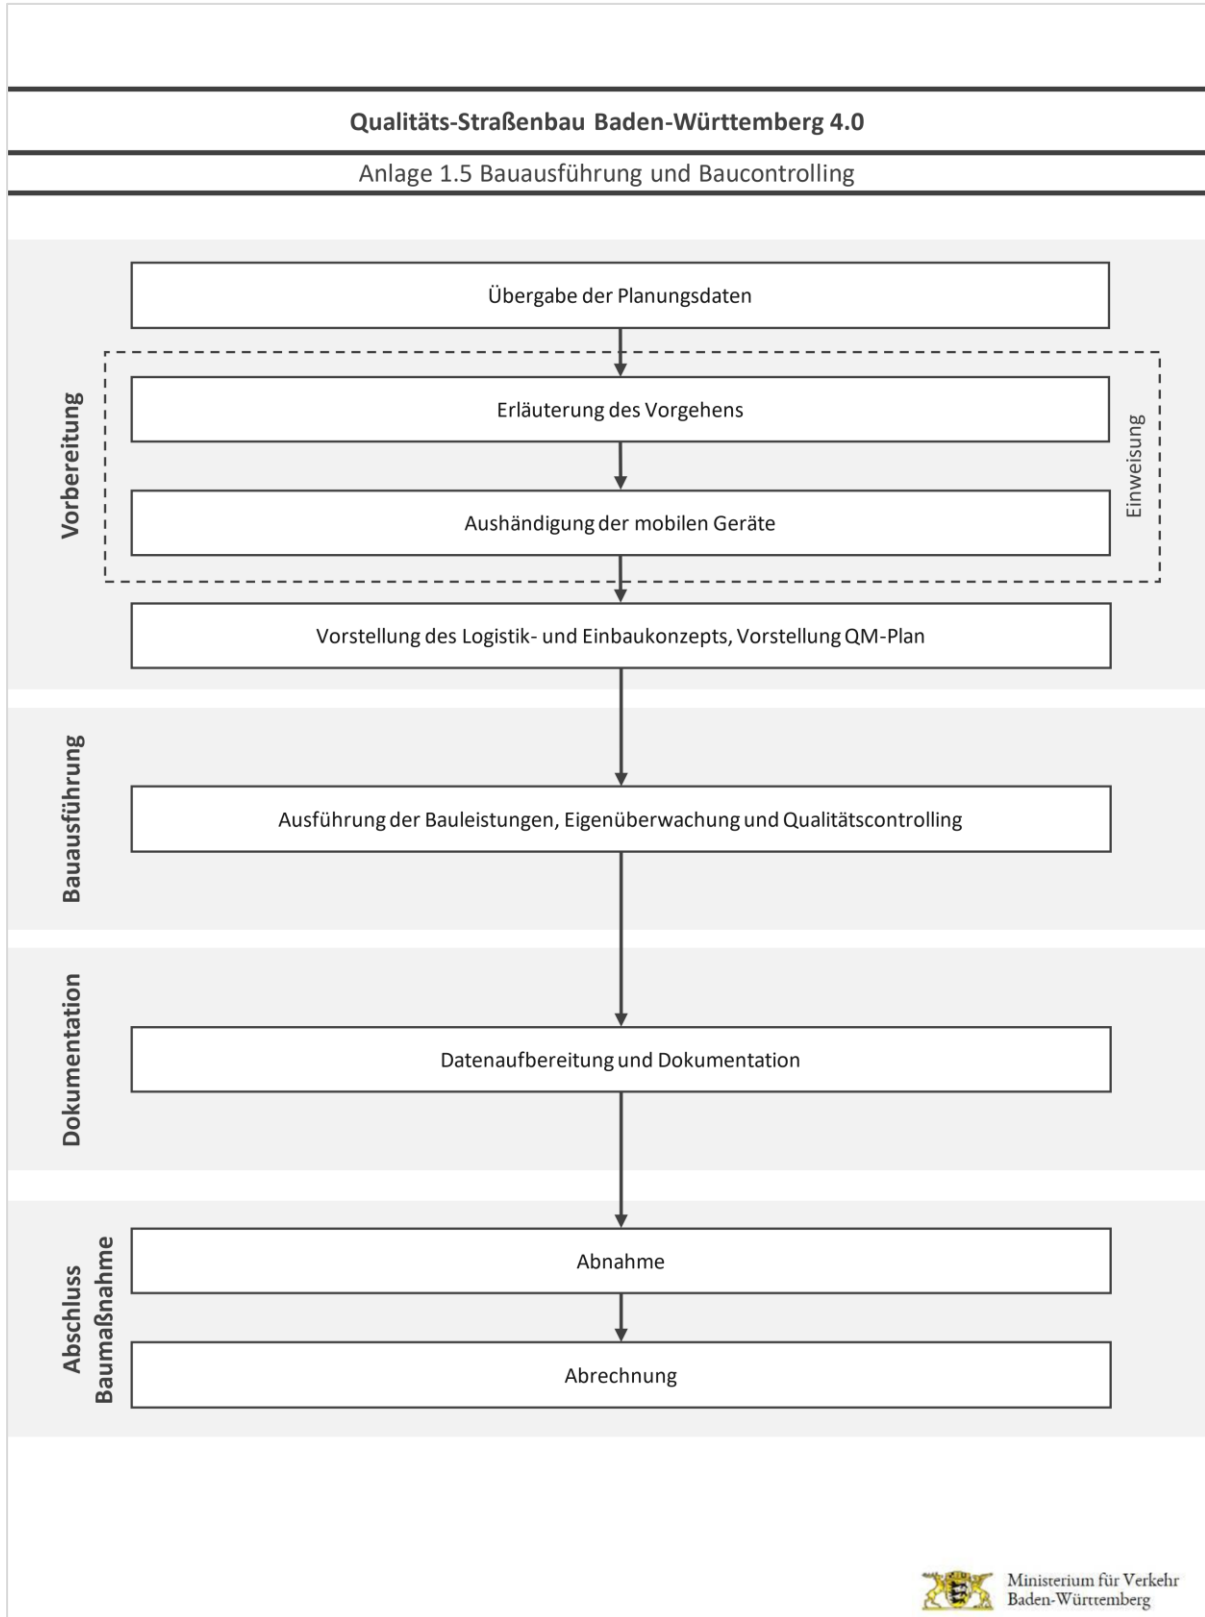 Qualitäts-Straßenbau Baden-Württemberg 4.0
Anlage 1.5 Bauausführung und Baucontrolling
Vorbereitung
Übergabe der Planungsdaten
Einweisung
Erläuterung des Vorgehens
Aushändigung der mobilen Geräte
Vorstellung des Logistik- und Einbaukonzepts, Vorstellung QM-Plan
Bauausführung
Ausführung der Bauleistungen, Eigenüberwachung und Qualitätscontrolling
Dokumentation
Datenaufbereitung und Dokumentation
Abschluss
Baumaßnahme
Abnahme
Abrechnung
Ministerium für Verkehr
Baden-Württemberg